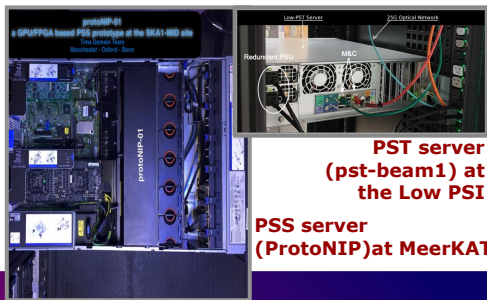 protoNIP-01
a GPU/FPGA based PSS prototype at the SKA1-MID site
Time Domain Team
Manchester - Oxford - Bonn
protoNIP-01
Low-PST Server
25G Optical Network
Redundent PSU
M&C
PST server
(pst-beam1) at
the Low PSI
PSS server
(ProtoNIP)at MeerKAT